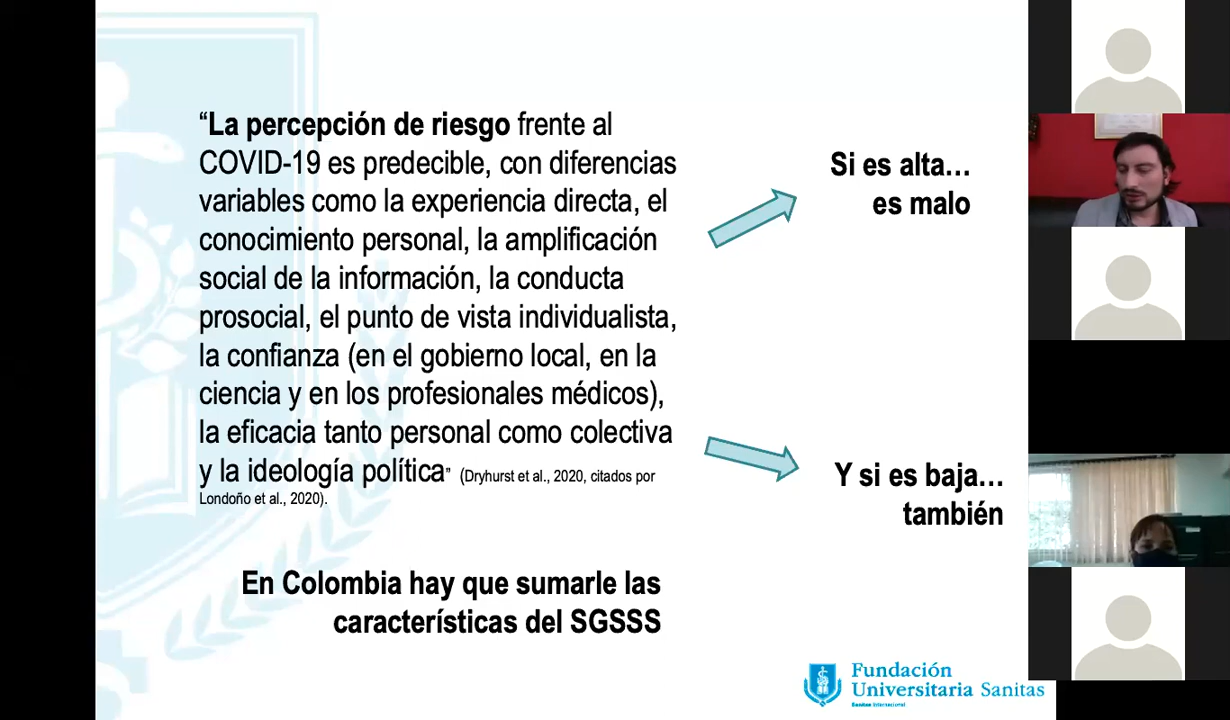 “La percepción de riesgo frente al
COVID-19 es predecible, con diferencias
variables como la experiencia directa, el
conocimiento personal, la amplificación
social de la información, la conducta
prosocial, el punto de vista individualista,
la confianza (en el gobierno local, en la
ciencia y en los profesionales médicos),
la eficacia tanto personal como colectiva
y la ideología política” (Dryhurst et al., 2020, citados por
Londoño et al., 2020).
Si es alta...
es malo
Y si es baja...
también
En Colombia hay que sumarle las
características del SGSSS
Fundación
Universitaria Sanitas
Sanitas Internacional